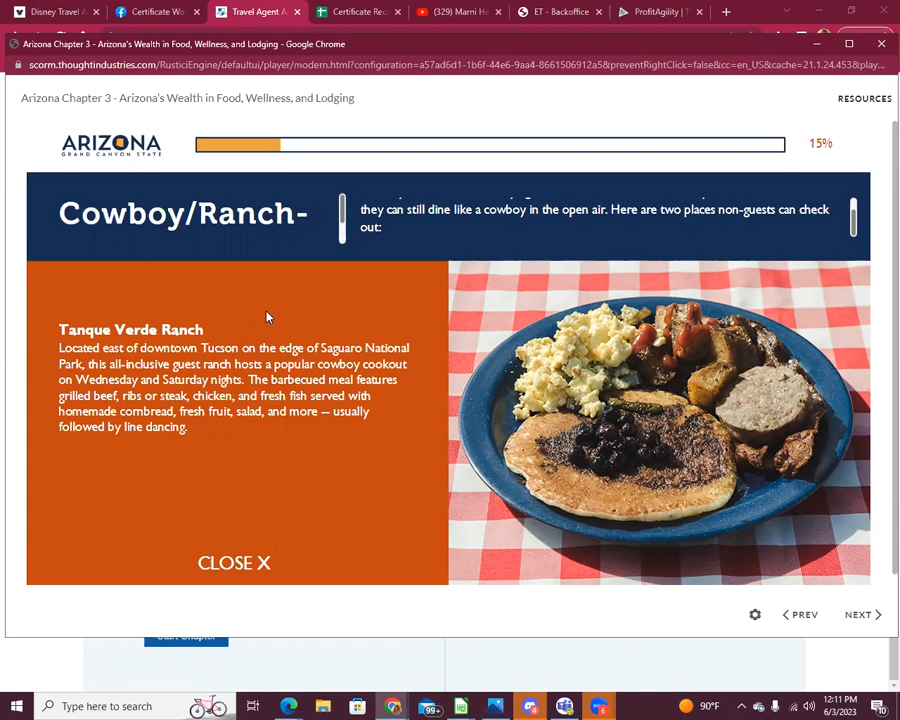 Disney Travel A
Certificate Wo
Travel Agent A
Certificate Rec
(329) Marni He
ET - Backoffice
ProfitAgility | T
Arizona Chapter 3 - Arizona's Wealth in Food, Wellness, and Lodging - Google Chrome
scorm.thoughtindustries.com/RusticiEngine/defaultui/player/modern.html?configuration=a57ad6d1-1b6f-44e6-9aa4-8661506912a5&preventRightClick=false&cc=en_US&cache=21.1.24.453&play...
Arizona Chapter 3 - Arizona's Wealth in Food, Wellness, and Lodging
RESOURCES
ARIZONA
GRAND CANYON STATE
15%
Cowboy/Ranch-
they can still dine like a cowboy in the open air. Here are two places non-guests can check
out:
Tanque Verde Ranch
Located east of downtown Tucson on the edge of Saguaro National
Park, this all-inclusive guest ranch hosts a popular cowboy cookout
on Wednesday and Saturday nights. The barbecued meal features
grilled beef, ribs or steak, chicken, and fresh fish served with
homemade cornbread, fresh fruit, salad, and more — usually
followed by line dancing.
CLOSE X
PREV
NEXT
Start Chapter
Type here to search
99+
4
6
90°F
12:11 PM
6/3/2023
10